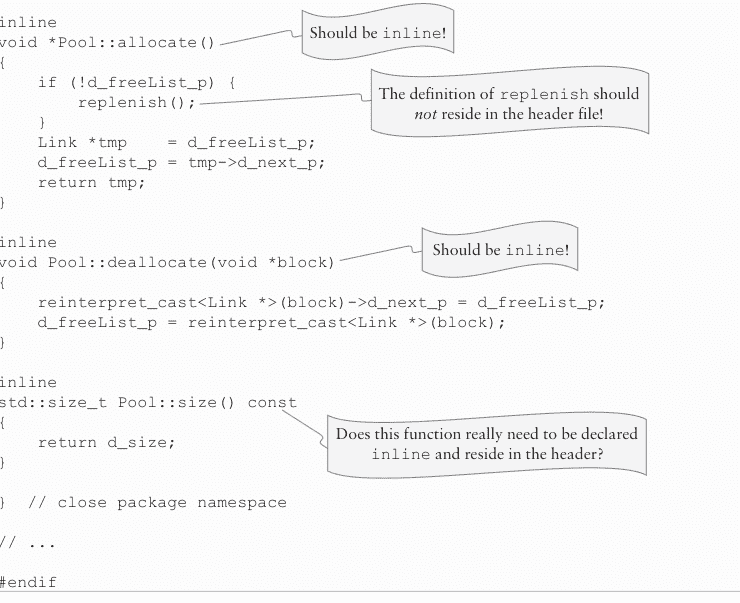 inline
void *Pool::allocate()
Should be inline!
{
    if (!d_freeList_p) {
        replenish();
The definition of replenish should
not reside in the header file!
    }
    Link *tmp    = d_freeList_p;
    d_freeList_p = tmp->d_next_p;
    return tmp;
}
inline
void Pool::deallocate(void *block)
Should be inline!
{
    reinterpret_cast<Link *>(block)->d_next_p = d_freeList_p;
    d_freeList_p = reinterpret_cast<Link *>(block);
}
inline
std::size_t Pool::size() const
{
    return d_size;
Does this function really need to be declared
inline and reside in the header?
}
}  // close package namespace
// ...
#endif